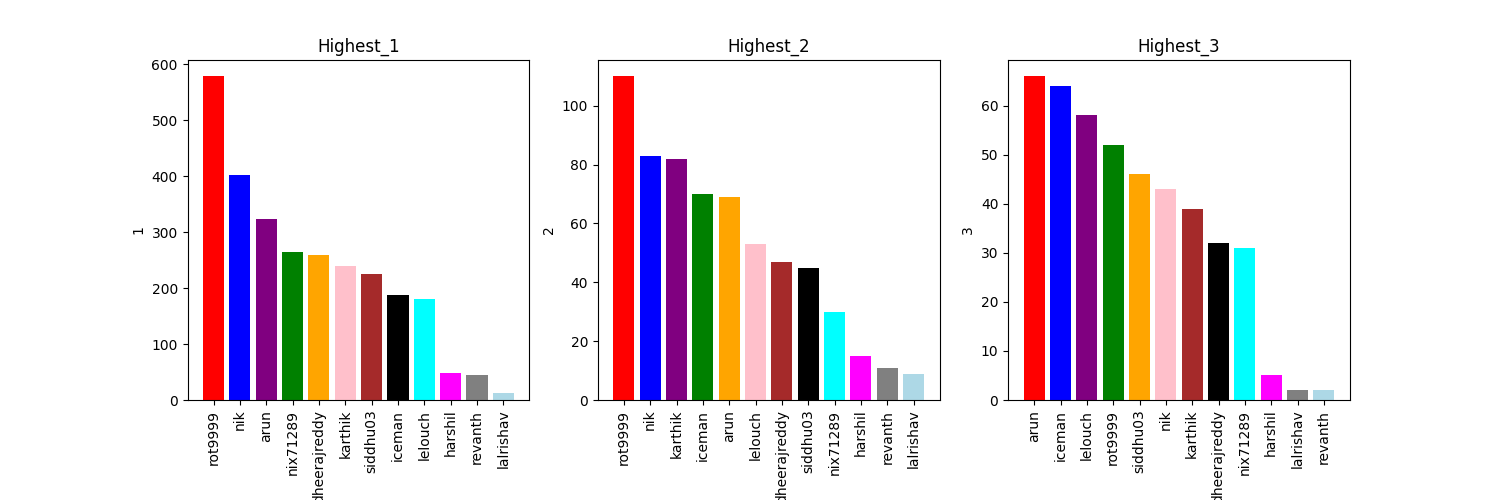 Highest_1
600
500
400
300
200
100
0
1
rot9999
nik
arun
nix71289
dheerajreddy
karthik
siddhu03
iceman
lelouch
harshil
revanth
lalrishav
Highest_2
100
80
60
40
20
0
2
rot9999
nik
karthik
iceman
arun
lelouch
dheerajreddy
siddhu03
nix71289
harshil
revanth
lalrishav
Highest_3
60
50
40
30
20
10
0
3
arun
iceman
lelouch
rot9999
siddhu03
nik
karthik
dheerajreddy
nix71289
harshil
lalrishav
revanth